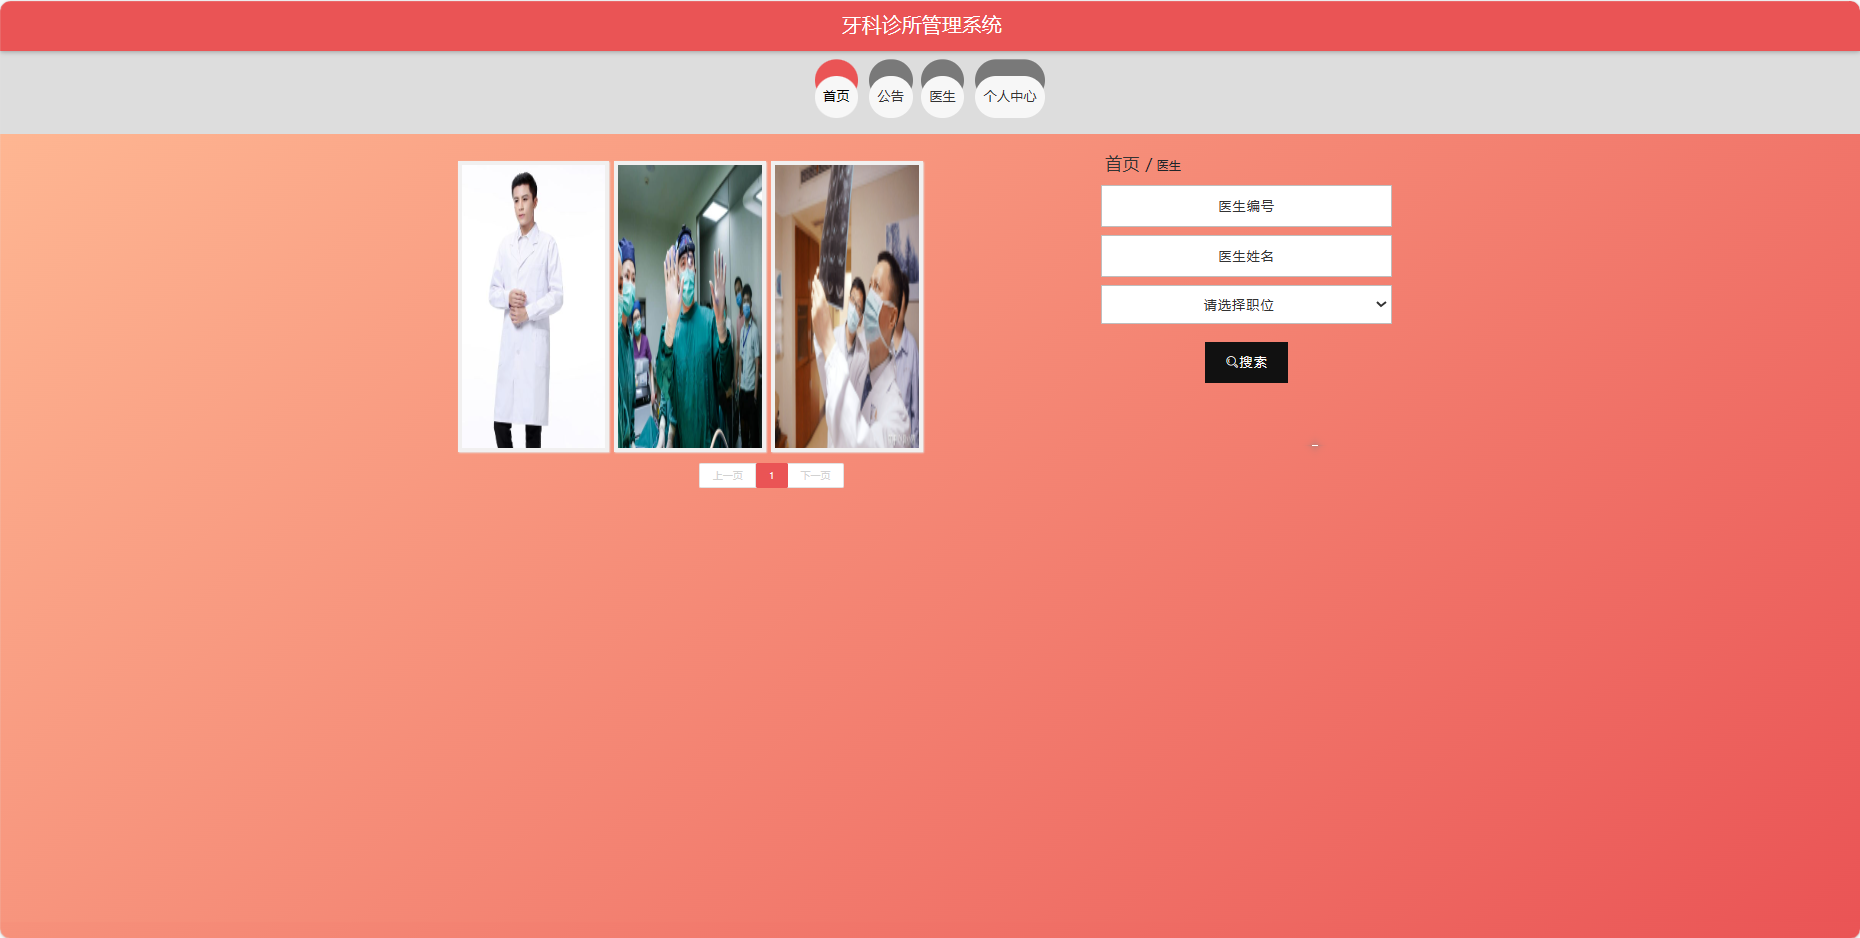 牙科诊所管理系统
首页 公告 医生 个人中心
首页 / 医生
医生编号
医生姓名
请选择职位
搜索
上一页 1 下一页